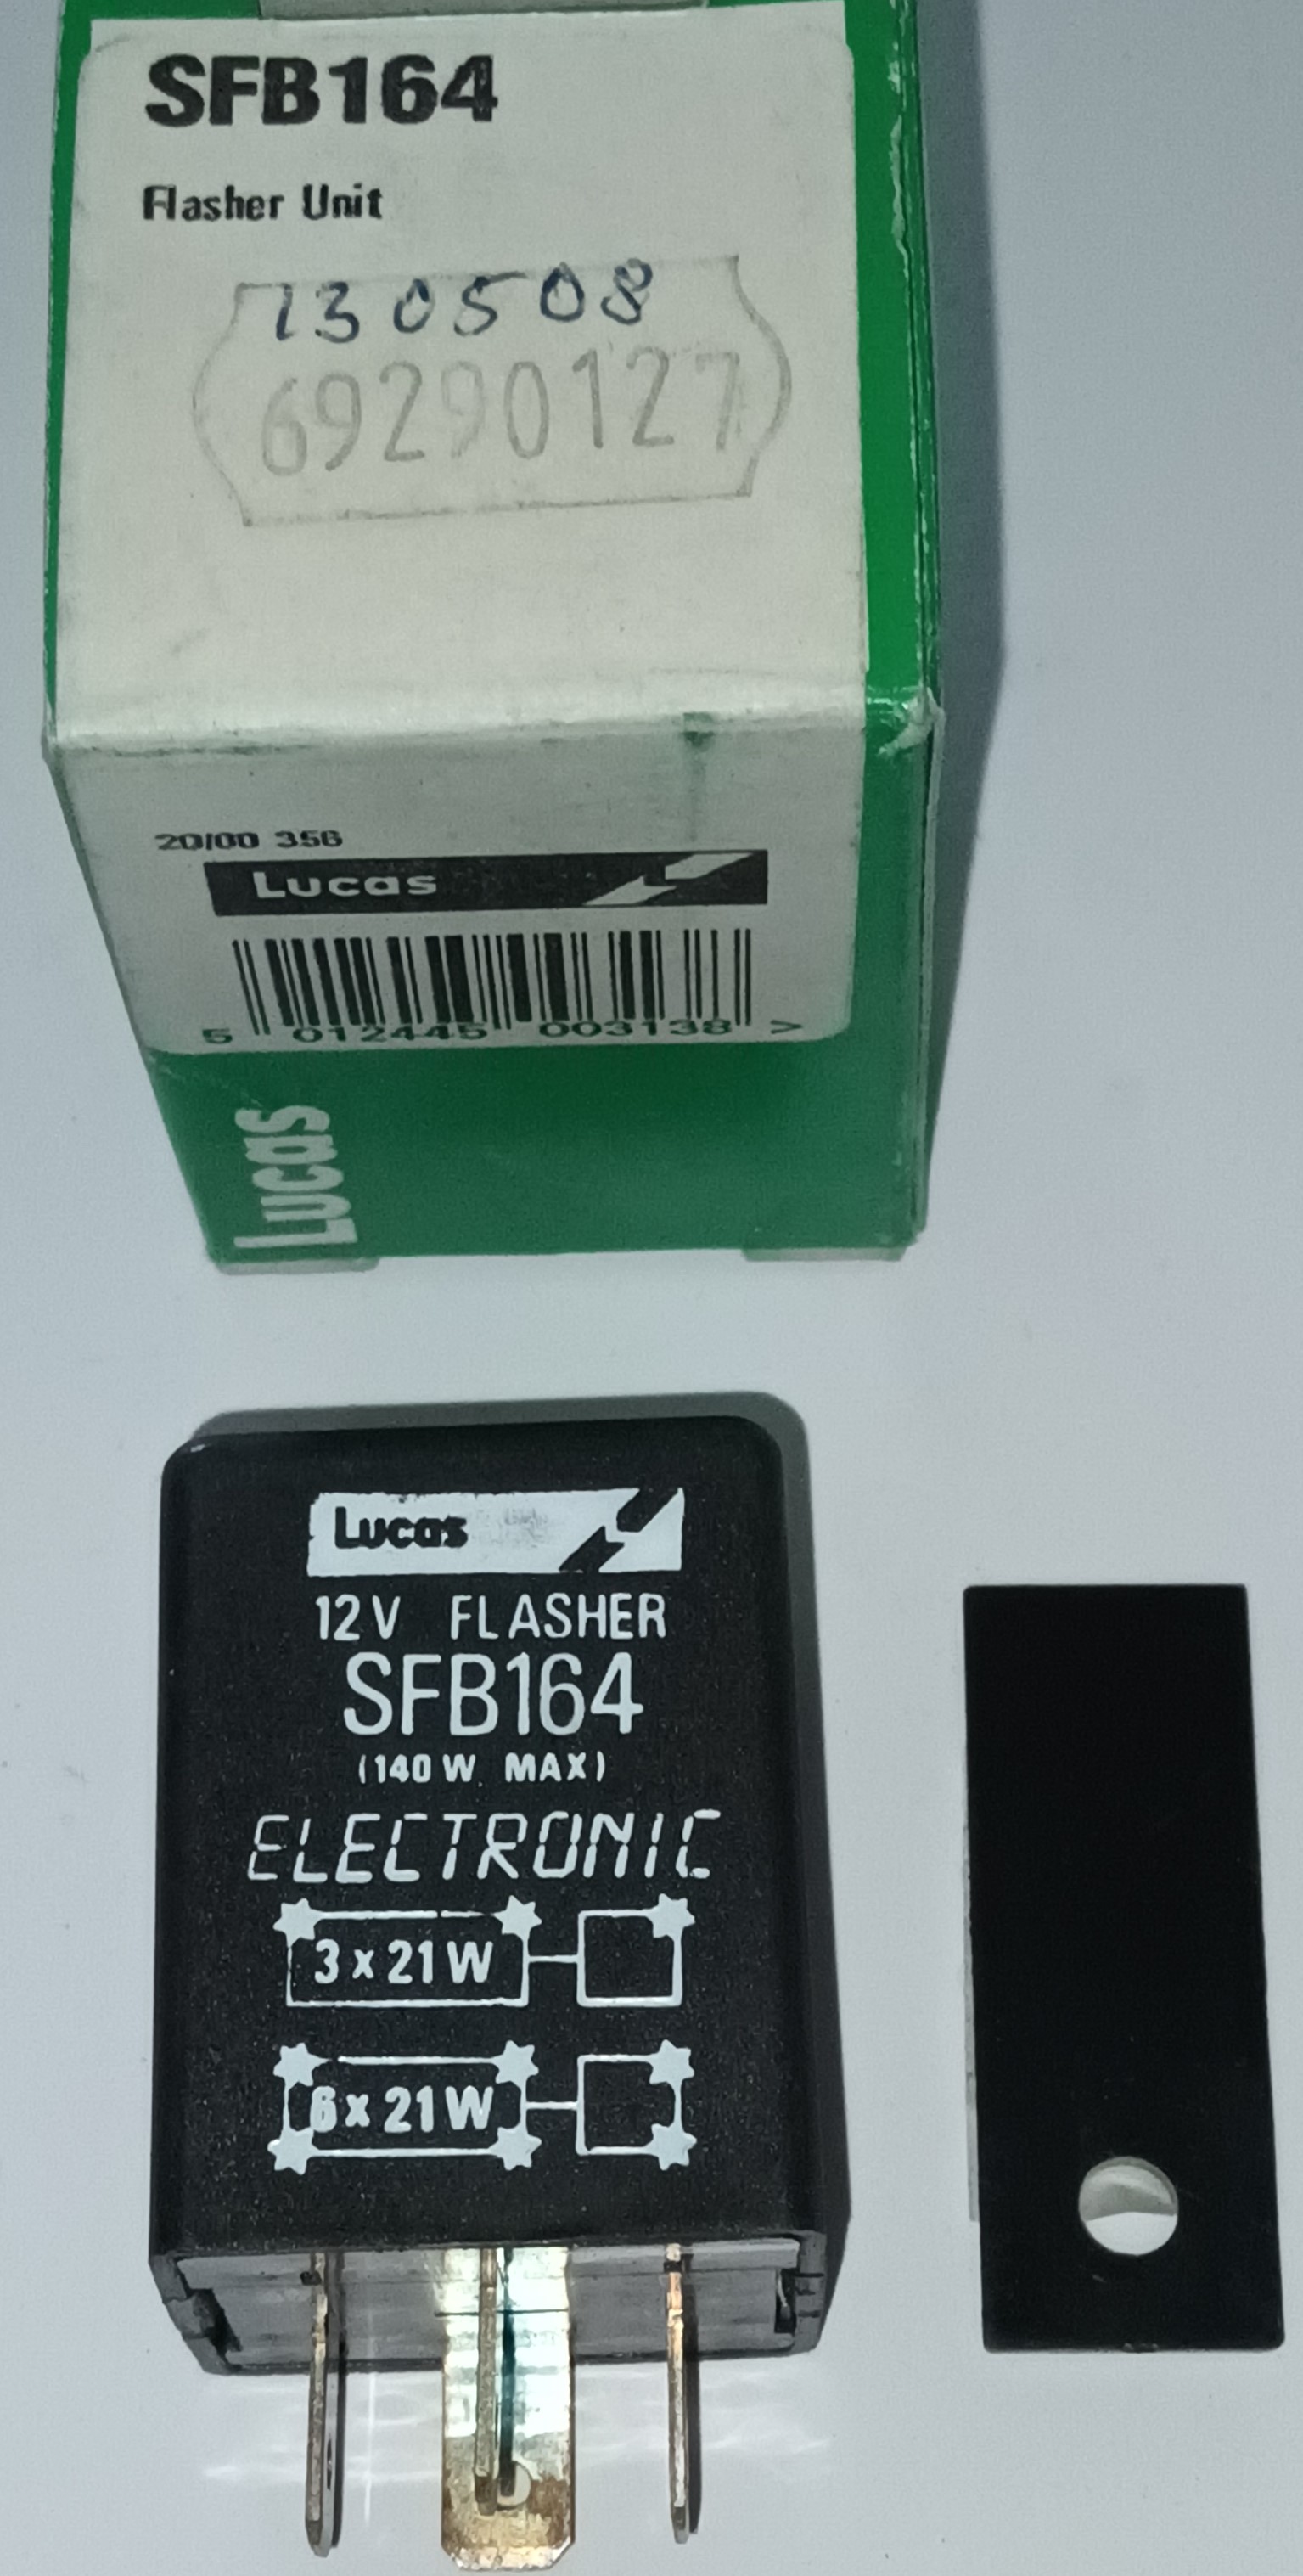 SFB164
Flasher Unit
130508
69290127
20/00 356
Lucas
5 012445 003138 >
Lucas
Lucas
12V FLASHER
SFB164
(140 W. MAX)
ELECTRONIC
3 x 21 W
6 x 21 W